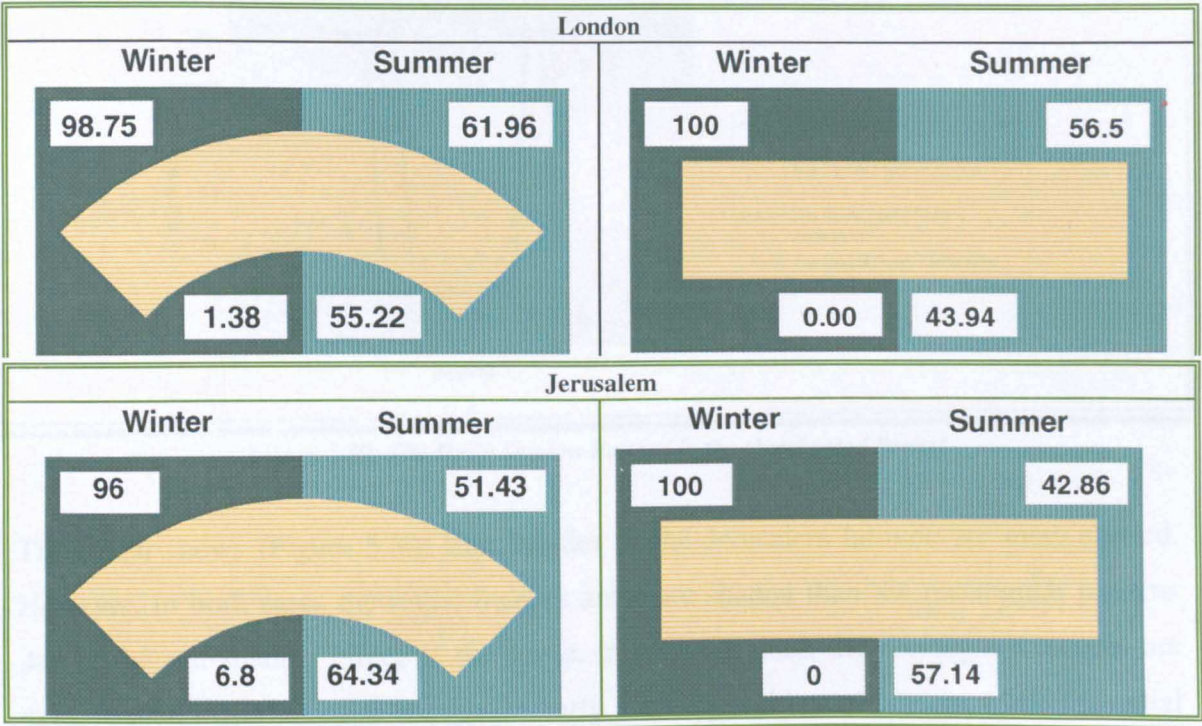 London
Winter Summer Winter Summer
98.75 61.96 100 56.5
1.38 55.22 0.00 43.94
Jerusalem
Winter Summer Winter Summer
96 51.43 100 42.86
6.8 64.34 0 57.14